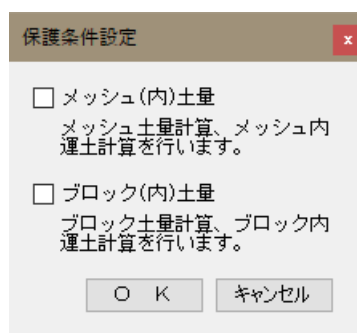 保護条件設定
メッシュ(内)土量
メッシュ土量計算、メッシュ内
運土計算を行います。
ブロック(内)土量
ブロック土量計算、ブロック内
運土計算を行います。
Ｏ Ｋ
キャンセル